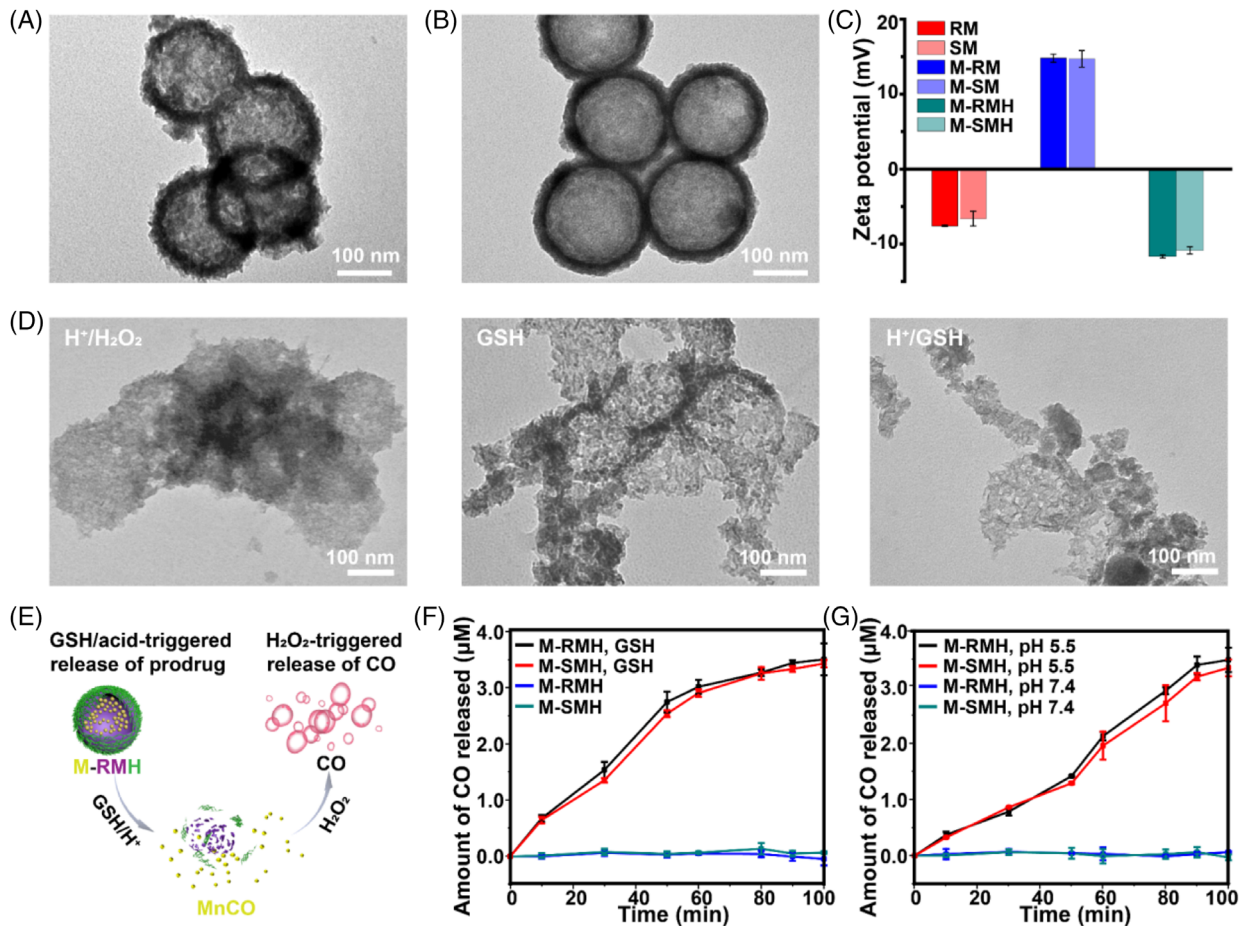 (A)
100 nm
(B)
100 nm
(C)
Zeta potential (mV)
20
10
0
-10
RM
SM
M-RM
M-SM
M-RMH
M-SMH
(D)
H⁺/H₂O₂
100 nm
GSH
100 nm
H⁺/GSH
100 nm
(E)
GSH/acid-triggered
release of prodrug
H₂O₂-triggered
release of CO
M-RMH
CO
GSH/H⁺
H₂O₂
MnCO
(F)
Amount of CO released (μM)
4.0
3.0
2.0
1.0
0.0
M-RMH, GSH
M-SMH, GSH
M-RMH
M-SMH
0 20 40 60 80 100
Time (min)
(G)
Amount of CO released (μM)
4.0
3.0
2.0
1.0
0.0
M-RMH, pH 5.5
M-SMH, pH 5.5
M-RMH, pH 7.4
M-SMH, pH 7.4
0 20 40 60 80 100
Time (min)